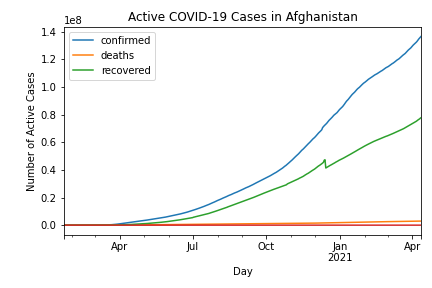 Active COVID-19 Cases in Afghanistan
1e8
1.4
1.2
1.0
0.8
0.6
0.4
0.2
0.0
Number of Active Cases
confirmed
deaths
recovered
Apr
Jul
Oct
Jan
2021
Apr
Day